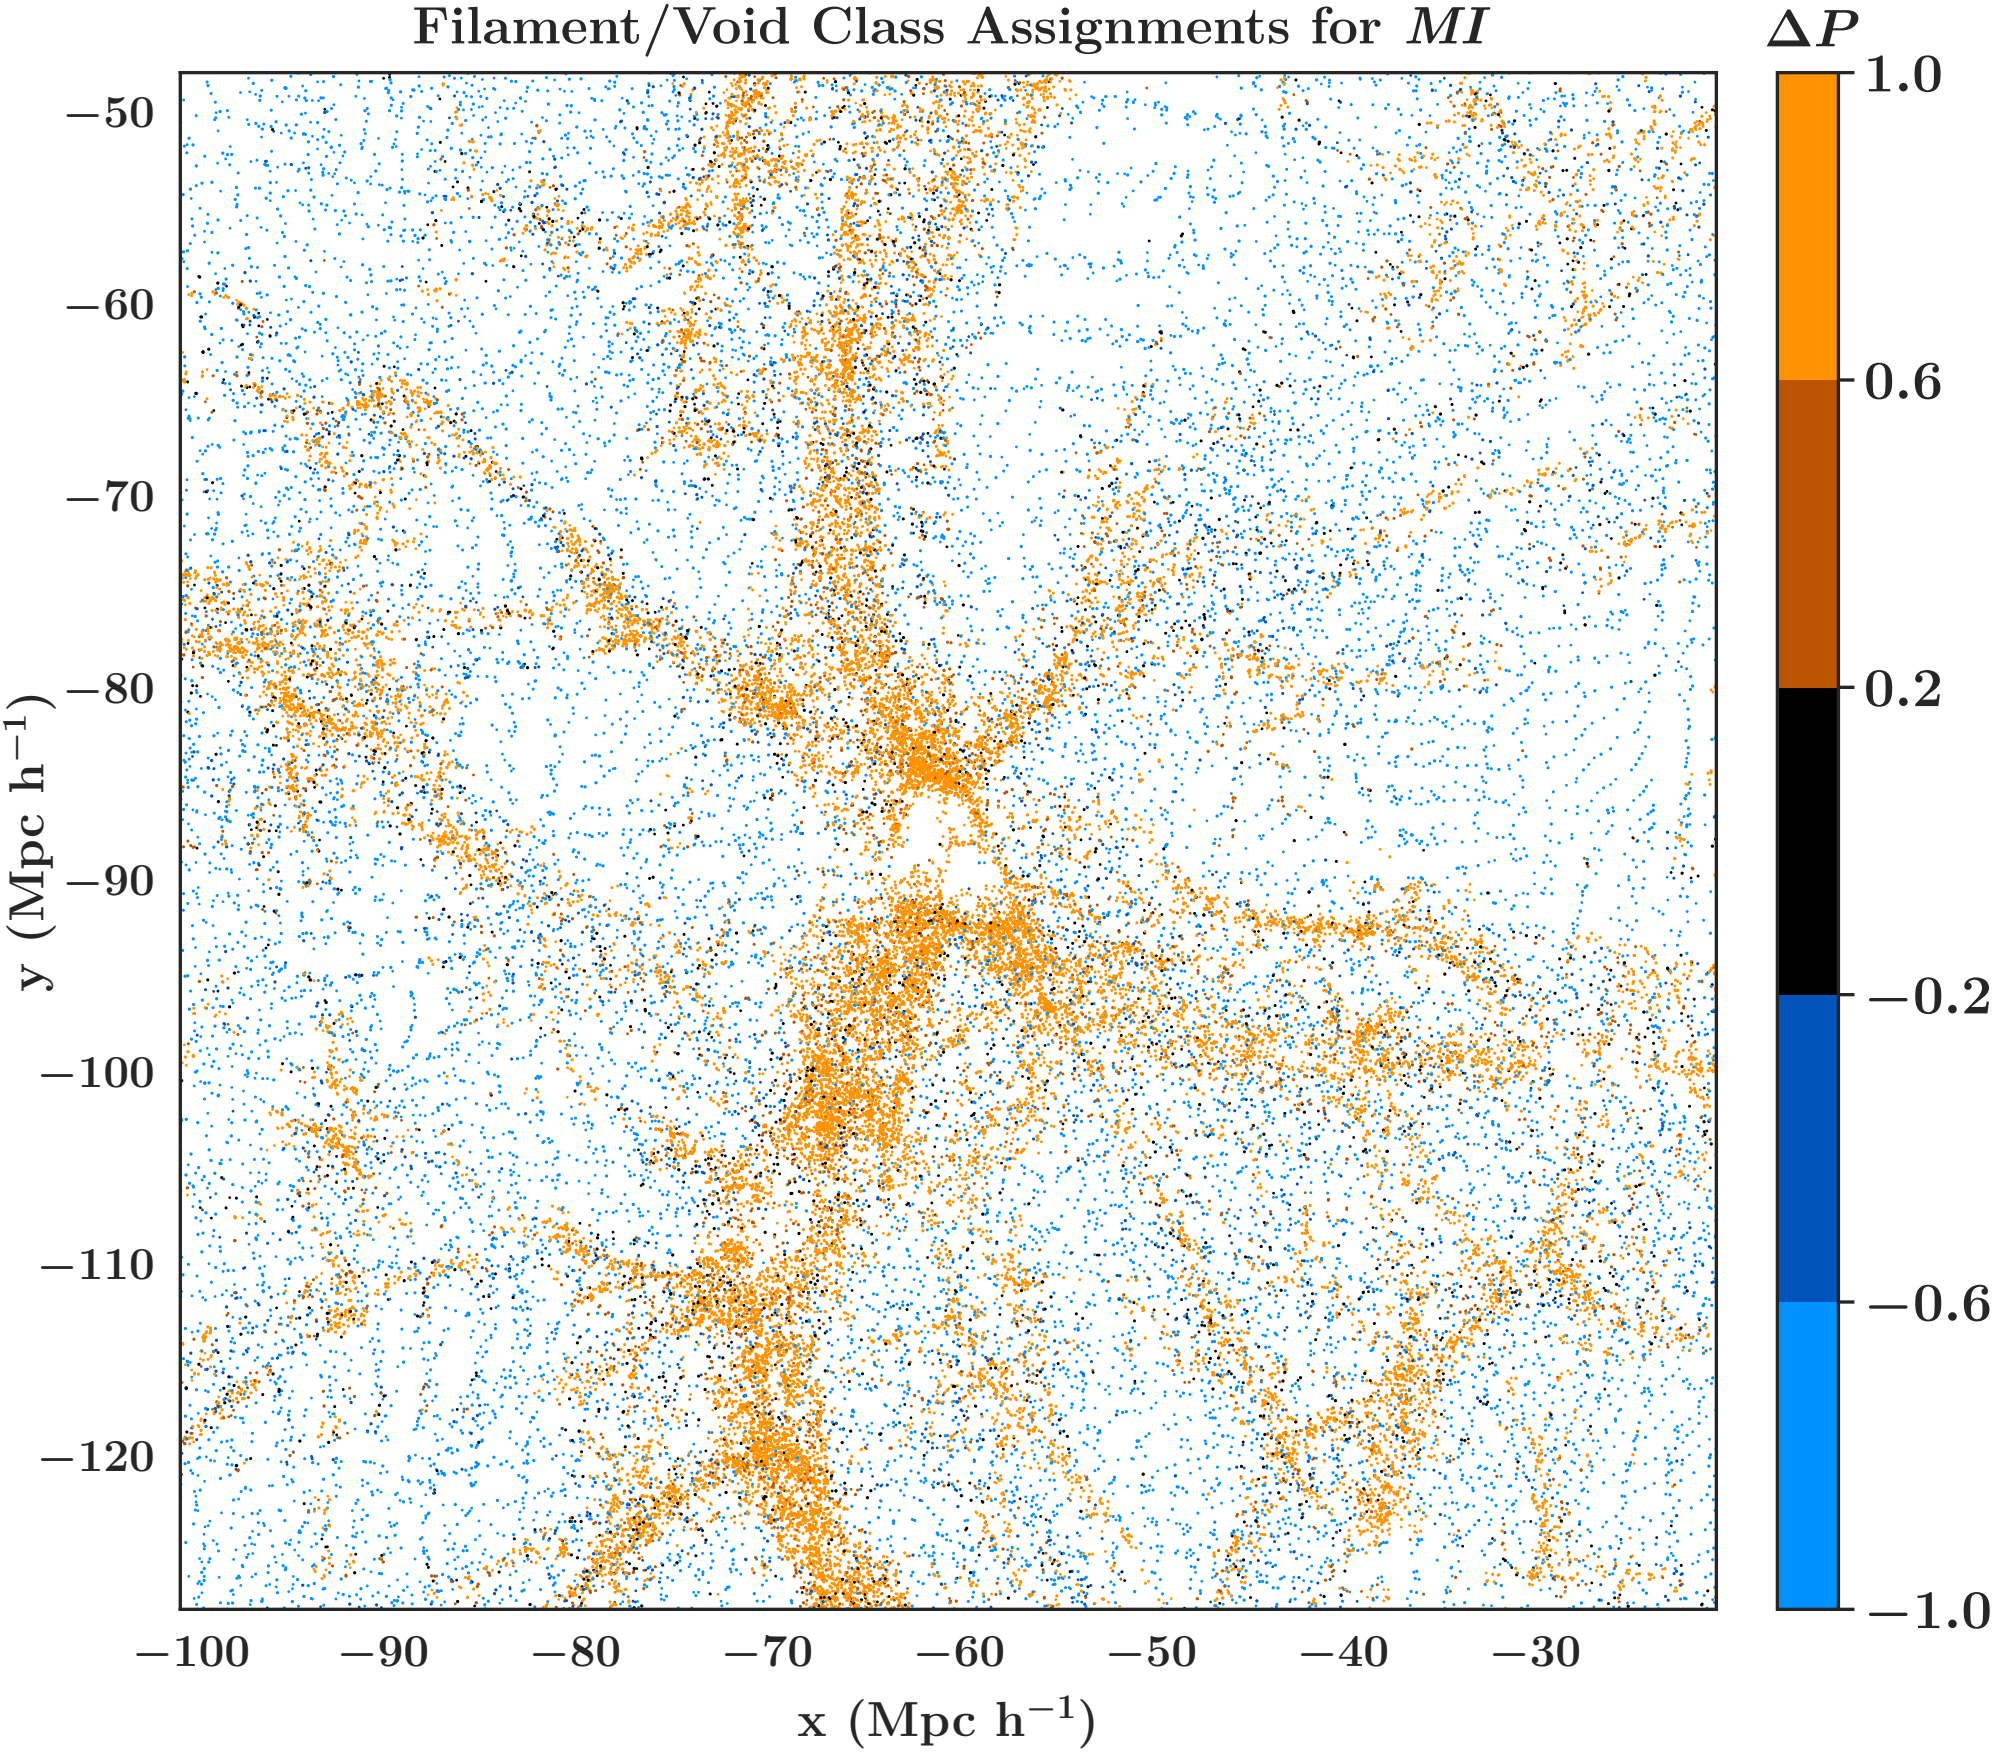 Filament/Void Class Assignments for MI
ΔP
1.0
0.6
0.2
−0.2
−0.6
−1.0
y (Mpc h⁻¹)
−50
−60
−70
−80
−90
−100
−110
−120
−100 −90 −80 −70 −60 −50 −40 −30
x (Mpc h⁻¹)